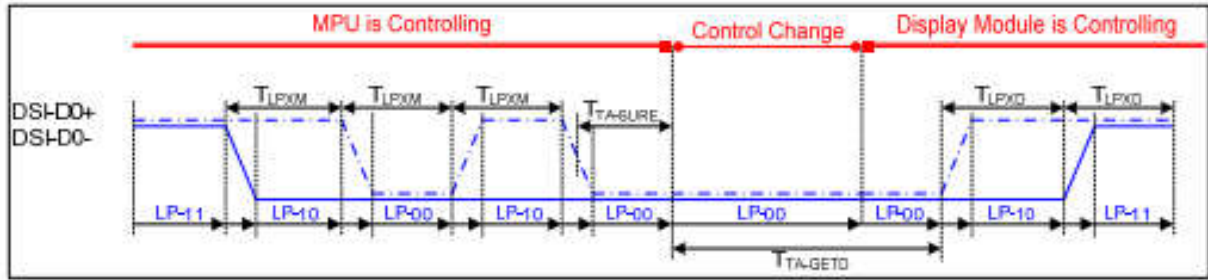 MPU is Controlling Control Change Display Module is Controlling
TLPXM TLPXM TLPXM TTA-SURE TLPXD TLPXD
DSI-D0+
DSI-D0-
LP-11 LP-10 LP-00 LP-10 LP-00 LP-00 LP-00 LP-10 LP-11
TTA-GETD